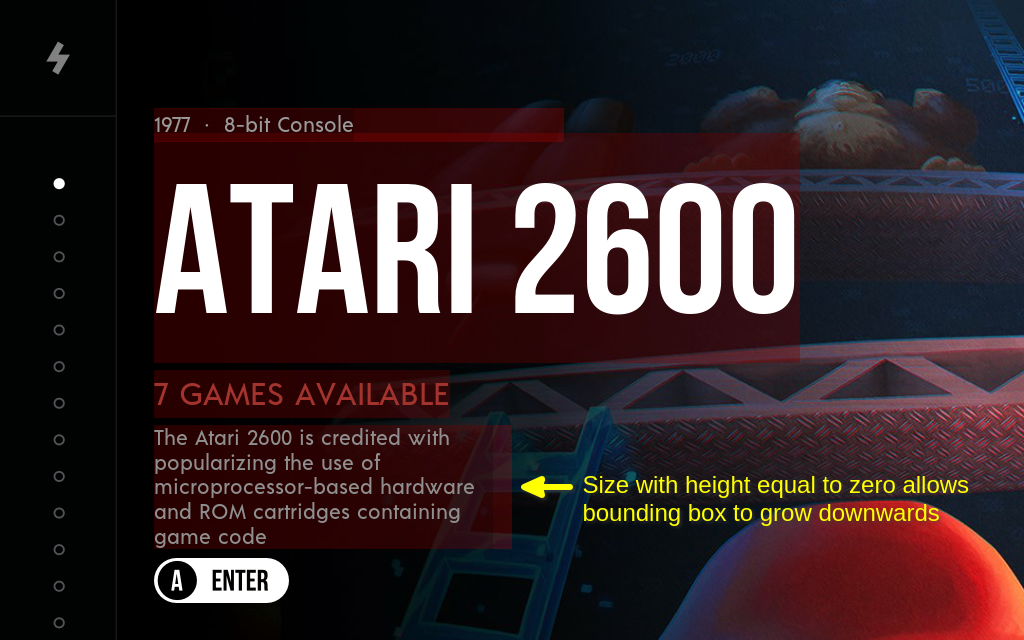 1977 · 8-bit Console
ATARI 2600
7 GAMES AVAILABLE
The Atari 2600 is credited with
popularizing the use of
microprocessor-based hardware
and ROM cartridges containing
game code
Size with height equal to zero allows
bounding box to grow downwards
A ENTER